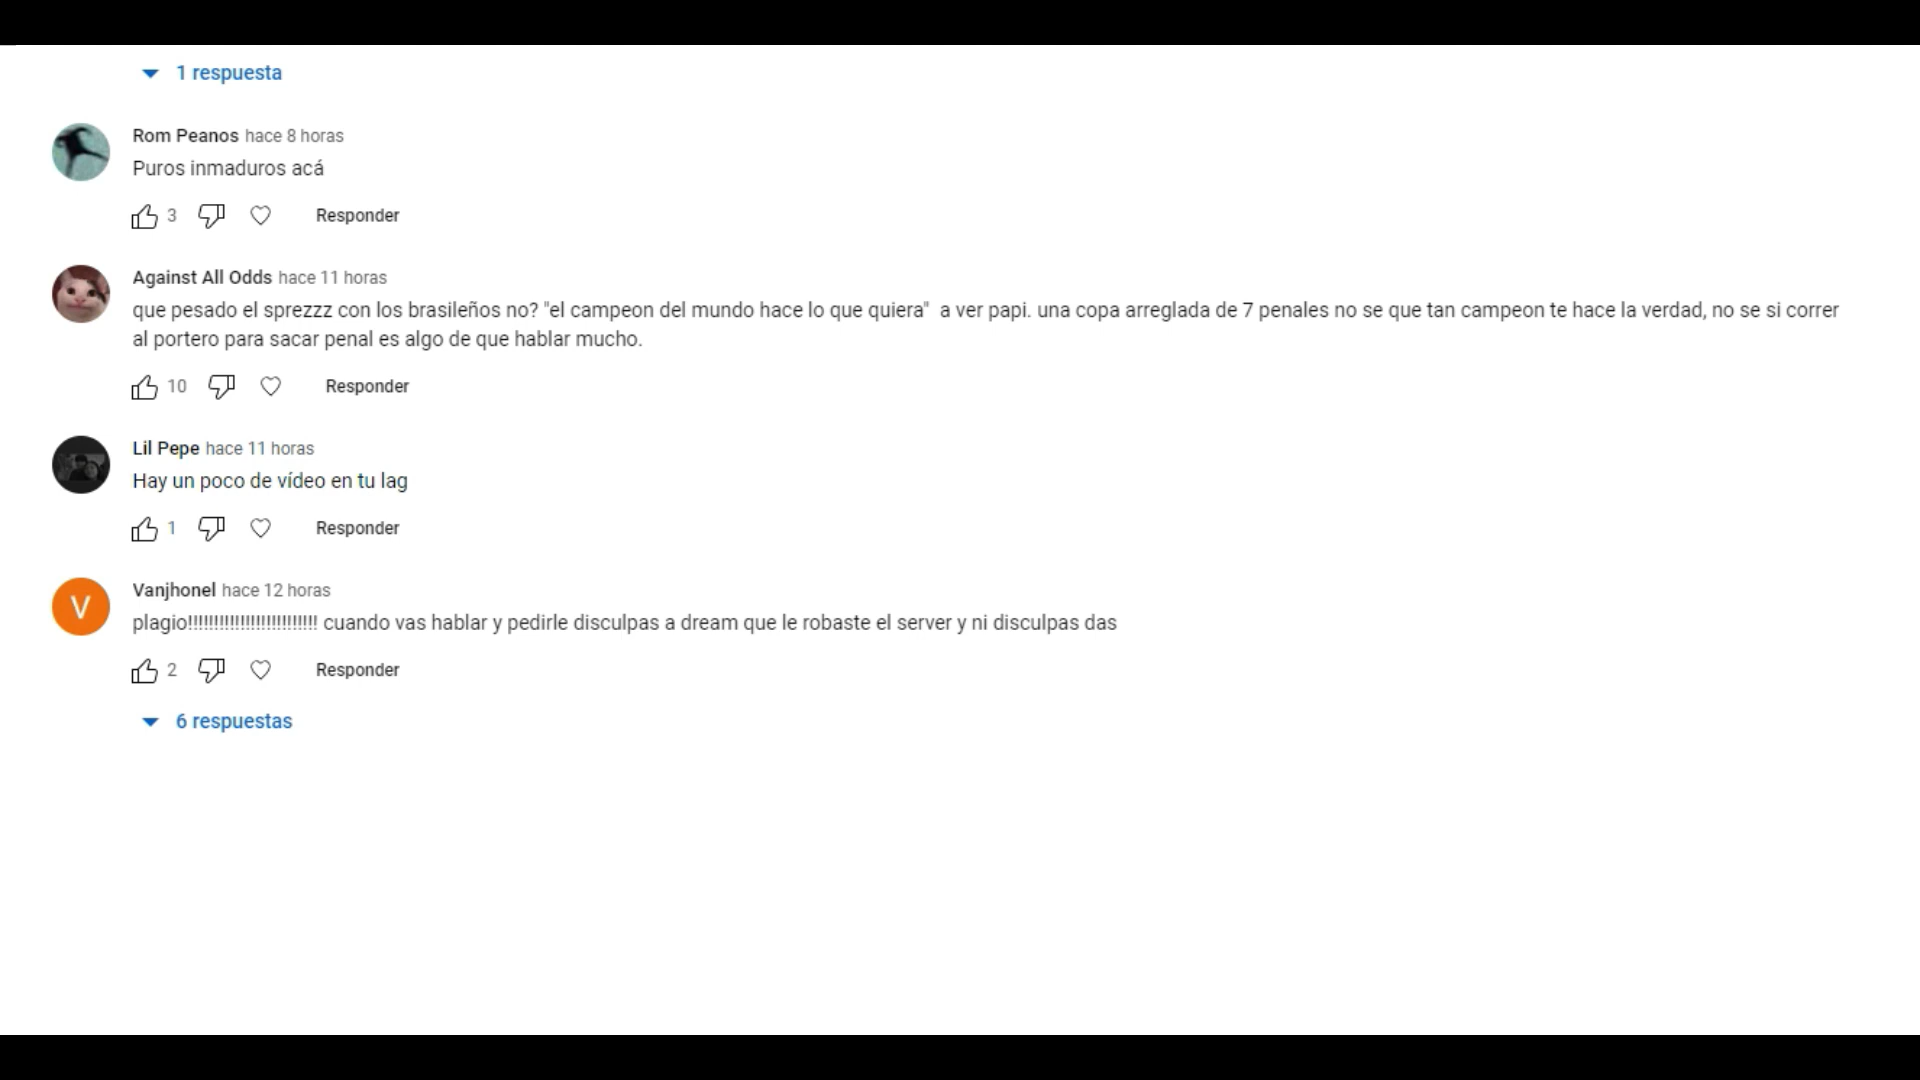 1 respuesta
Rom Peanos hace 8 horas
Puros inmaduros acá
3 Responder
Against All Odds hace 11 horas
que pesado el sprezzz con los brasileños no? "el campeon del mundo hace lo que quiera"  a ver papi. una copa arreglada de 7 penales no se que tan campeon te hace la verdad, no se si correr
al portero para sacar penal es algo de que hablar mucho.
10 Responder
Lil Pepe hace 11 horas
Hay un poco de vídeo en tu lag
1 Responder
V
Vanjhonel hace 12 horas
plagio!!!!!!!!!!!!!!!!!!!!!!!!! cuando vas hablar y pedirle disculpas a dream que le robaste el server y ni disculpas das
2 Responder
6 respuestas